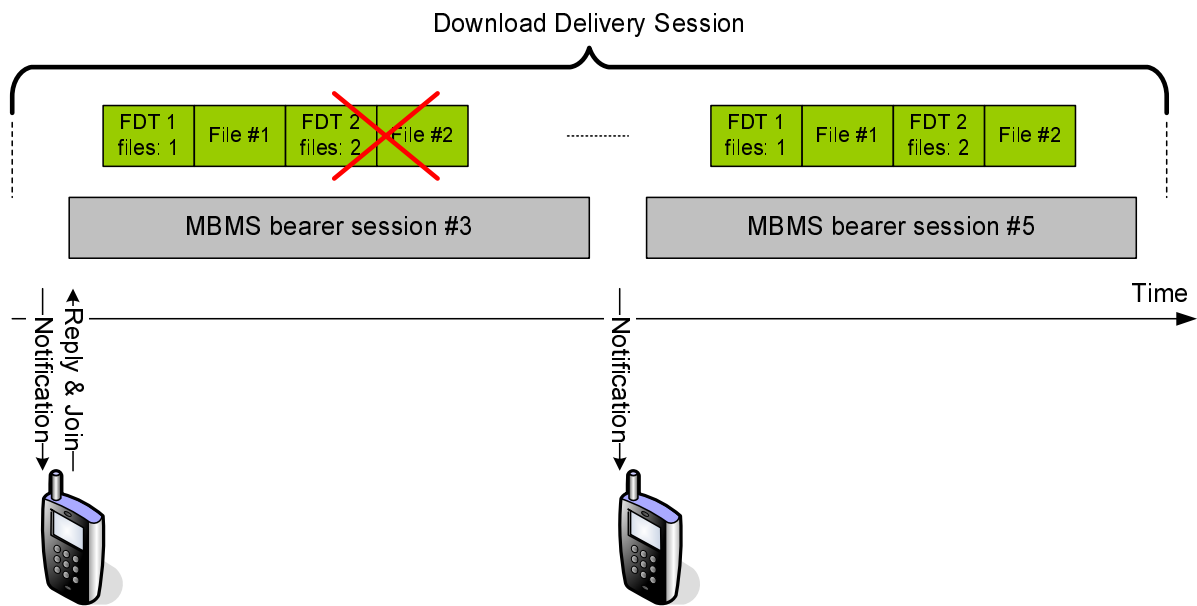 Download Delivery Session
FDT 1
files: 1
File #1
FDT 2
files: 2
File #2
FDT 1
files: 1
File #1
FDT 2
files: 2
File #2
MBMS bearer session #3
MBMS bearer session #5
Time
Notification
Reply & Join
Notification